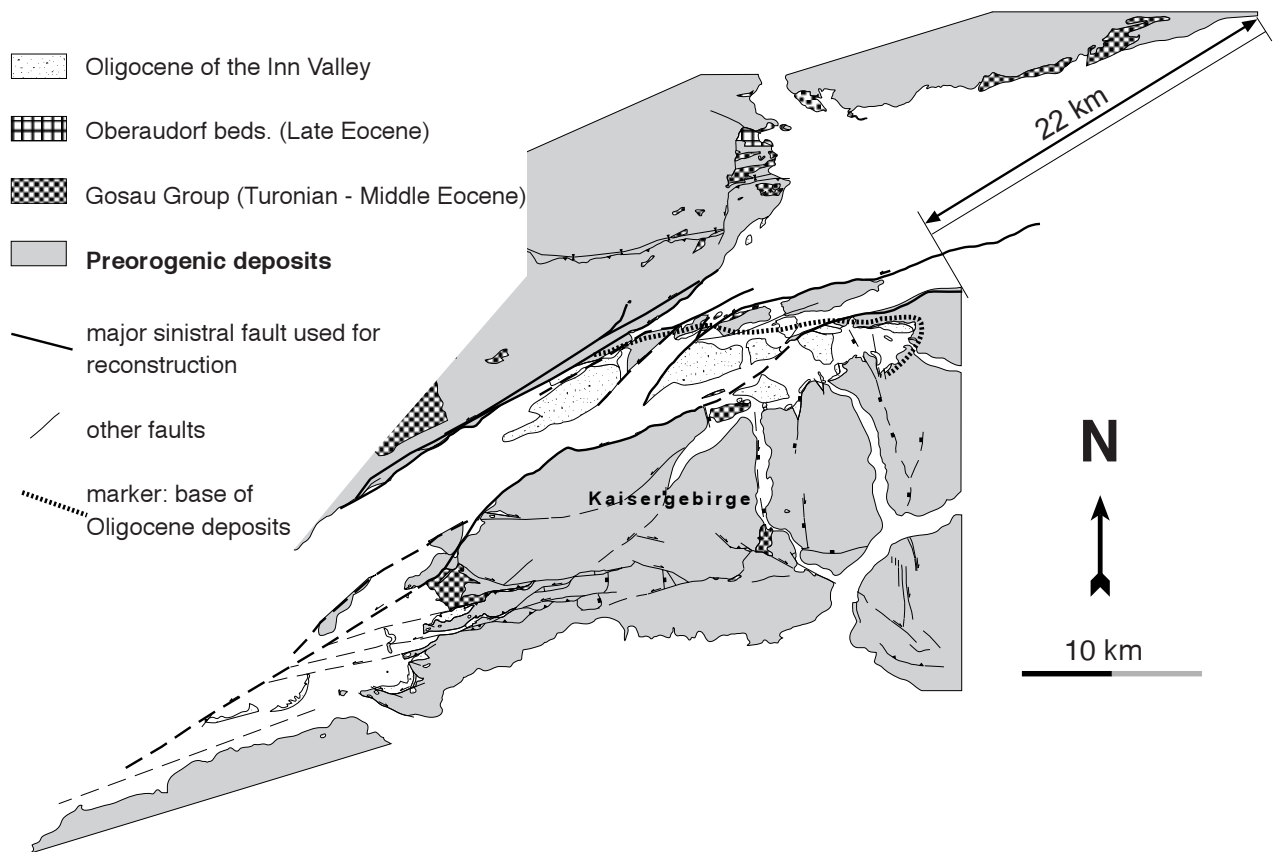 Oligocene of the Inn Valley
Oberaudorf beds. (Late Eocene)
Gosau Group (Turonian - Middle Eocene)
Preorogenic deposits
major sinistral fault used for
reconstruction
other faults
marker: base of
Oligocene deposits
22 km
Kaisergebirge
N
10 km